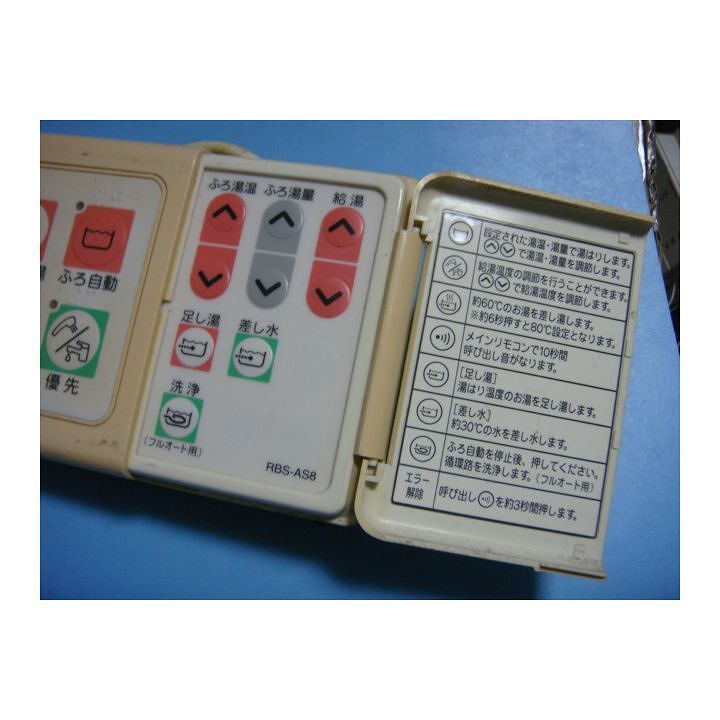 ふろ自動
優先
ふろ湯温 ふろ湯量 給湯
足し湯 差し水
洗浄
(フルオート用)
RBS-AS8
設定された湯温・湯量で湯はりします。
で湯温・湯量を調節します。
給湯温度の調節を行うことができます。
で給湯温度を調節します。
約60℃のお湯を差し湯します。
※約6秒押すと80℃設定となります。
メインリモコンで10秒間
呼び出し音がなります。
[足し湯]
湯はり温度のお湯を足し湯します。
[差し水]
約30℃の水を差し水します。
ふろ自動を停止後、押してください。
循環路を洗浄します。(フルオート用)
エラー
解除
呼び出し を約3秒間押します。